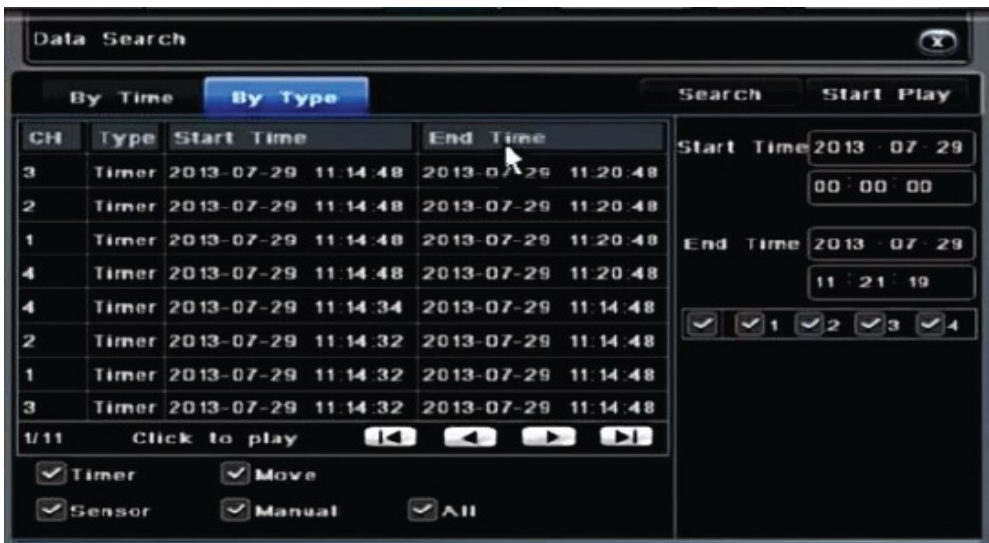 Data Search
X
By Time By Type Search Start Play
CH Type Start Time End Time
3 Timer 2013-07-29 11:14:48 2013-07-29 11:20:48
2 Timer 2013-07-29 11:14:48 2013-07-29 11:20:48
1 Timer 2013-07-29 11:14:48 2013-07-29 11:20:48
4 Timer 2013-07-29 11:14:48 2013-07-29 11:20:48
4 Timer 2013-07-29 11:14:34 2013-07-29 11:14:48
2 Timer 2013-07-29 11:14:32 2013-07-29 11:14:48
1 Timer 2013-07-29 11:14:32 2013-07-29 11:14:48
3 Timer 2013-07-29 11:14:32 2013-07-29 11:14:48
1/11 Click to play
Timer Move
Sensor Manual All
Start Time 2013-07-29
00:00:00
End Time 2013-07-29
11:21:19
1 2 3 4